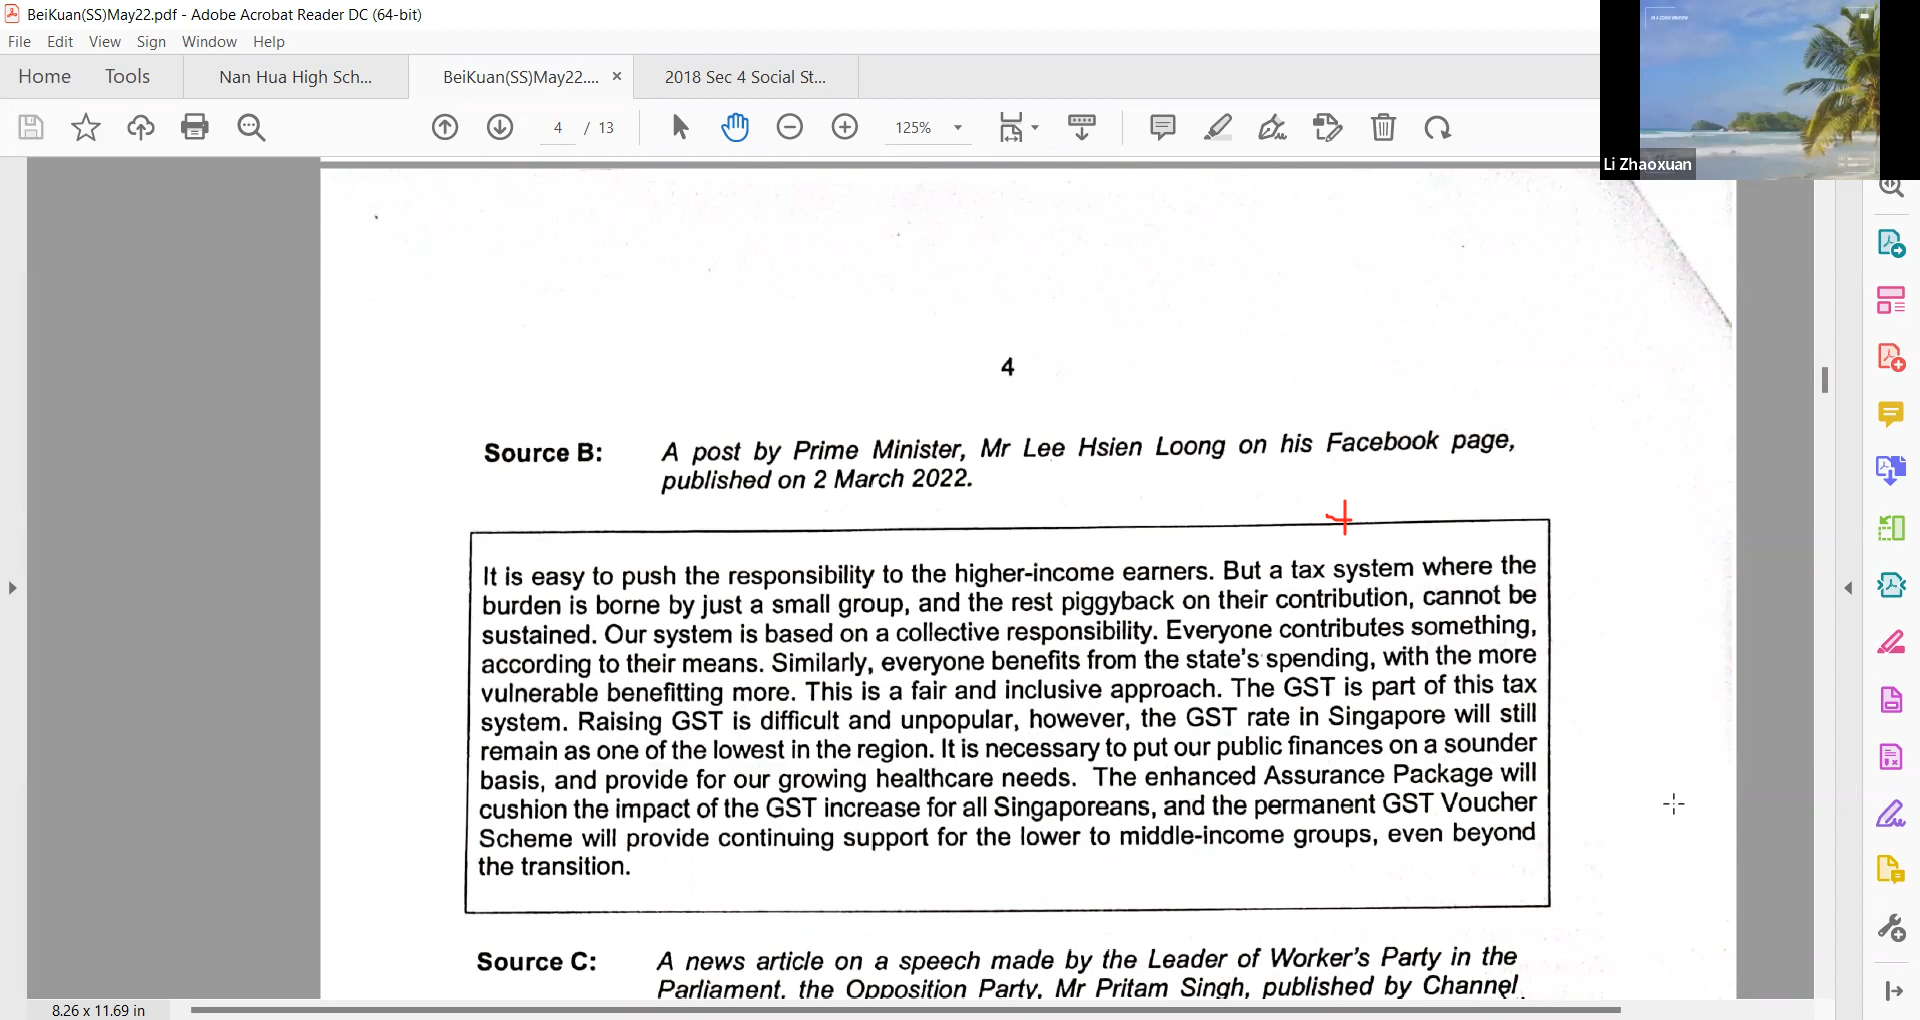 BeiKuan(SS)May22.pdf - Adobe Acrobat Reader DC (64-bit)
File Edit View Sign Window Help
Home Tools Nan Hua High Sch... BeiKuan(SS)May22.... × 2018 Sec 4 Social St...
4 / 13 125%
Li Zhaoxuan
4
Source B: A post by Prime Minister, Mr Lee Hsien Loong on his Facebook page,
published on 2 March 2022.
It is easy to push the responsibility to the higher-income earners. But a tax system where the
burden is borne by just a small group, and the rest piggyback on their contribution, cannot be
sustained. Our system is based on a collective responsibility. Everyone contributes something,
according to their means. Similarly, everyone benefits from the state's spending, with the more
vulnerable benefitting more. This is a fair and inclusive approach. The GST is part of this tax
system. Raising GST is difficult and unpopular, however, the GST rate in Singapore will still
remain as one of the lowest in the region. It is necessary to put our public finances on a sounder
basis, and provide for our growing healthcare needs. The enhanced Assurance Package will
cushion the impact of the GST increase for all Singaporeans, and the permanent GST Voucher
Scheme will provide continuing support for the lower to middle-income groups, even beyond
the transition.
Source C: A news article on a speech made by the Leader of Worker's Party in the
Parliament, the Opposition Party, Mr Pritam Singh, published by Channel
8.26 x 11.69 in